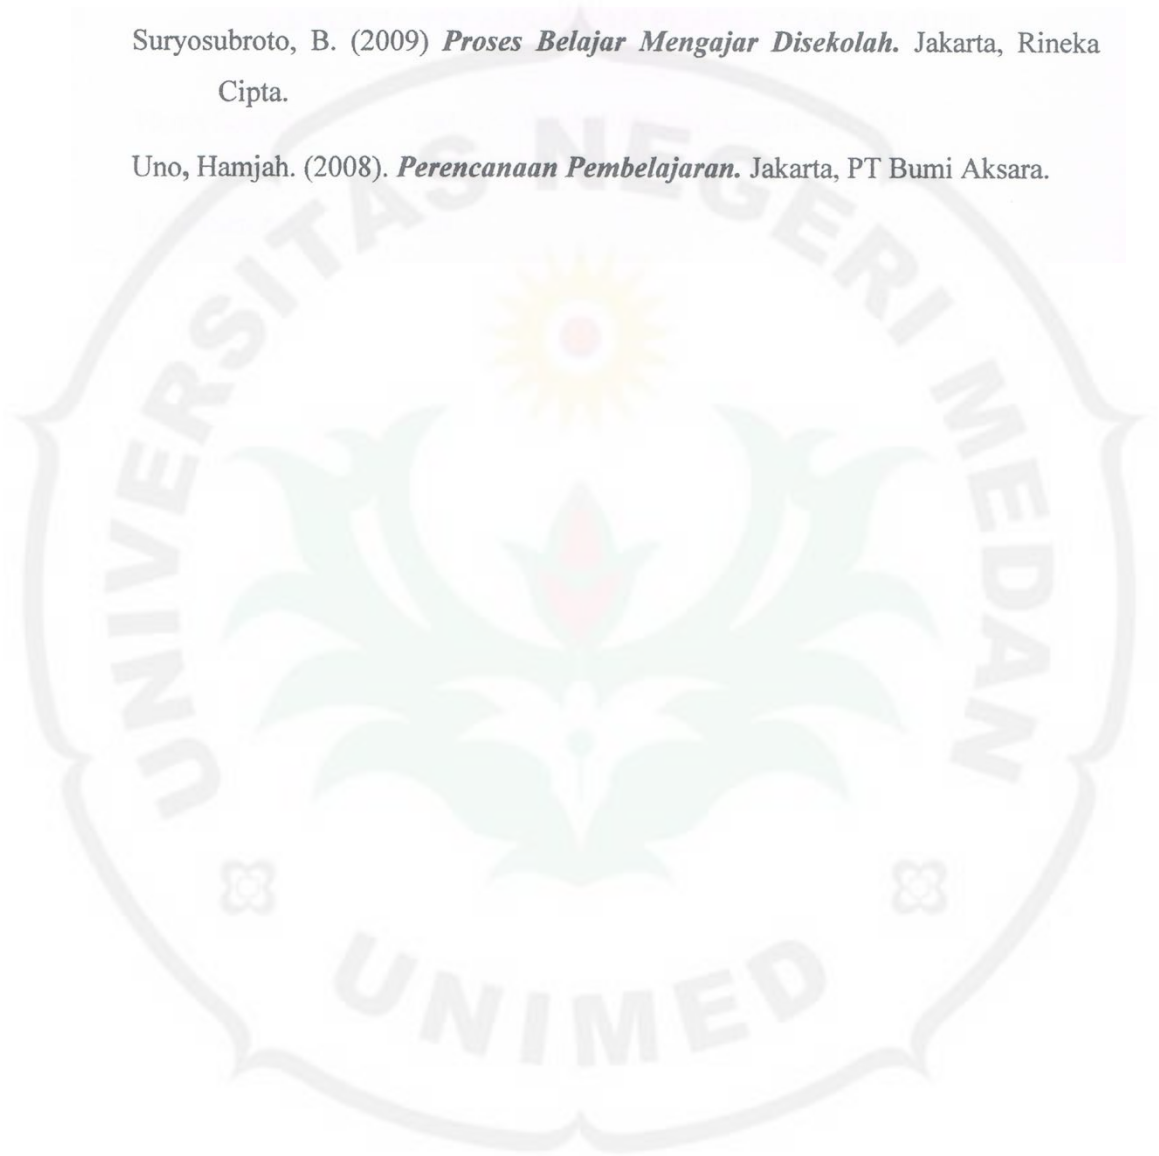 Suryosubroto, B. (2009) Proses Belajar Mengajar Disekolah. Jakarta, Rineka
Cipta.
Uno, Hamjah. (2008). Perencanaan Pembelajaran. Jakarta, PT Bumi Aksara.
UNIVERSITAS NEGERI MEDAN
UNIMED